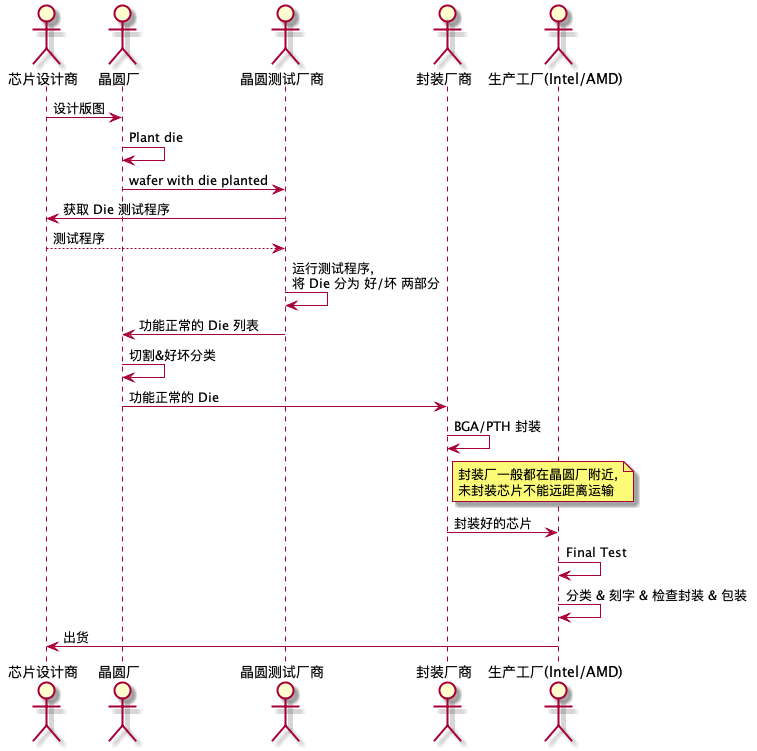 芯片设计商 晶圆厂 晶圆测试厂商 封装厂商 生产工厂(Intel/AMD)
设计版图
Plant die
wafer with die planted
获取 Die 测试程序
测试程序
运行测试程序,
将 Die 分为 好/坏 两部分
功能正常的 Die 列表
切割&好坏分类
功能正常的 Die
BGA/PTH 封装
封装厂一般都在晶圆厂附近,
未封装芯片不能远距离运输
封装好的芯片
Final Test
分类 & 刻字 & 检查封装 & 包装
出货
芯片设计商 晶圆厂 晶圆测试厂商 封装厂商 生产工厂(Intel/AMD)